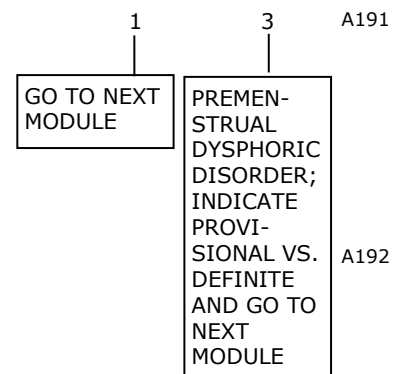 1 3 A191
GO TO NEXT
MODULE
PREMEN-
STRUAL
DYSPHORIC
DISORDER;
INDICATE
PROVI-
SIONAL VS.
DEFINITE
AND GO TO
NEXT
MODULE
A192